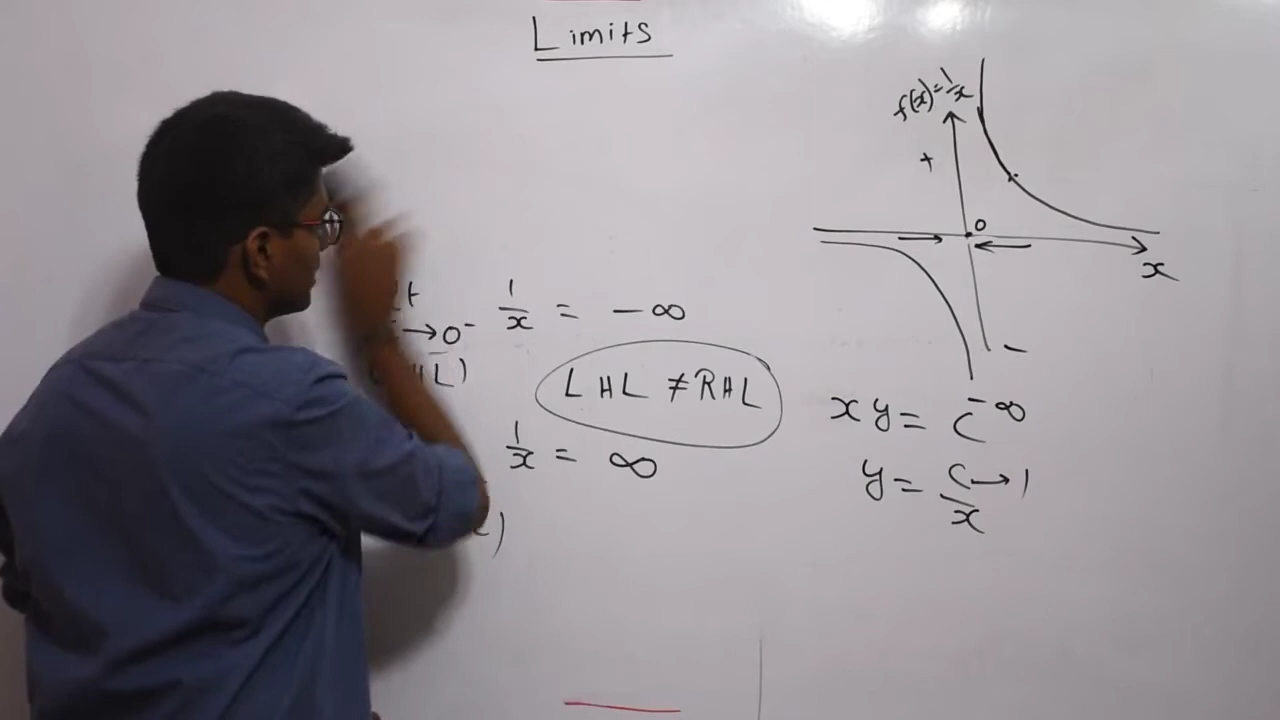 Limits
→0⁻ 1/x = -∞
LHL ≠ RHL
1/x = ∞
f(x)=1/x
+
0
x
-
-∞
xy = c
y = c/x → 1